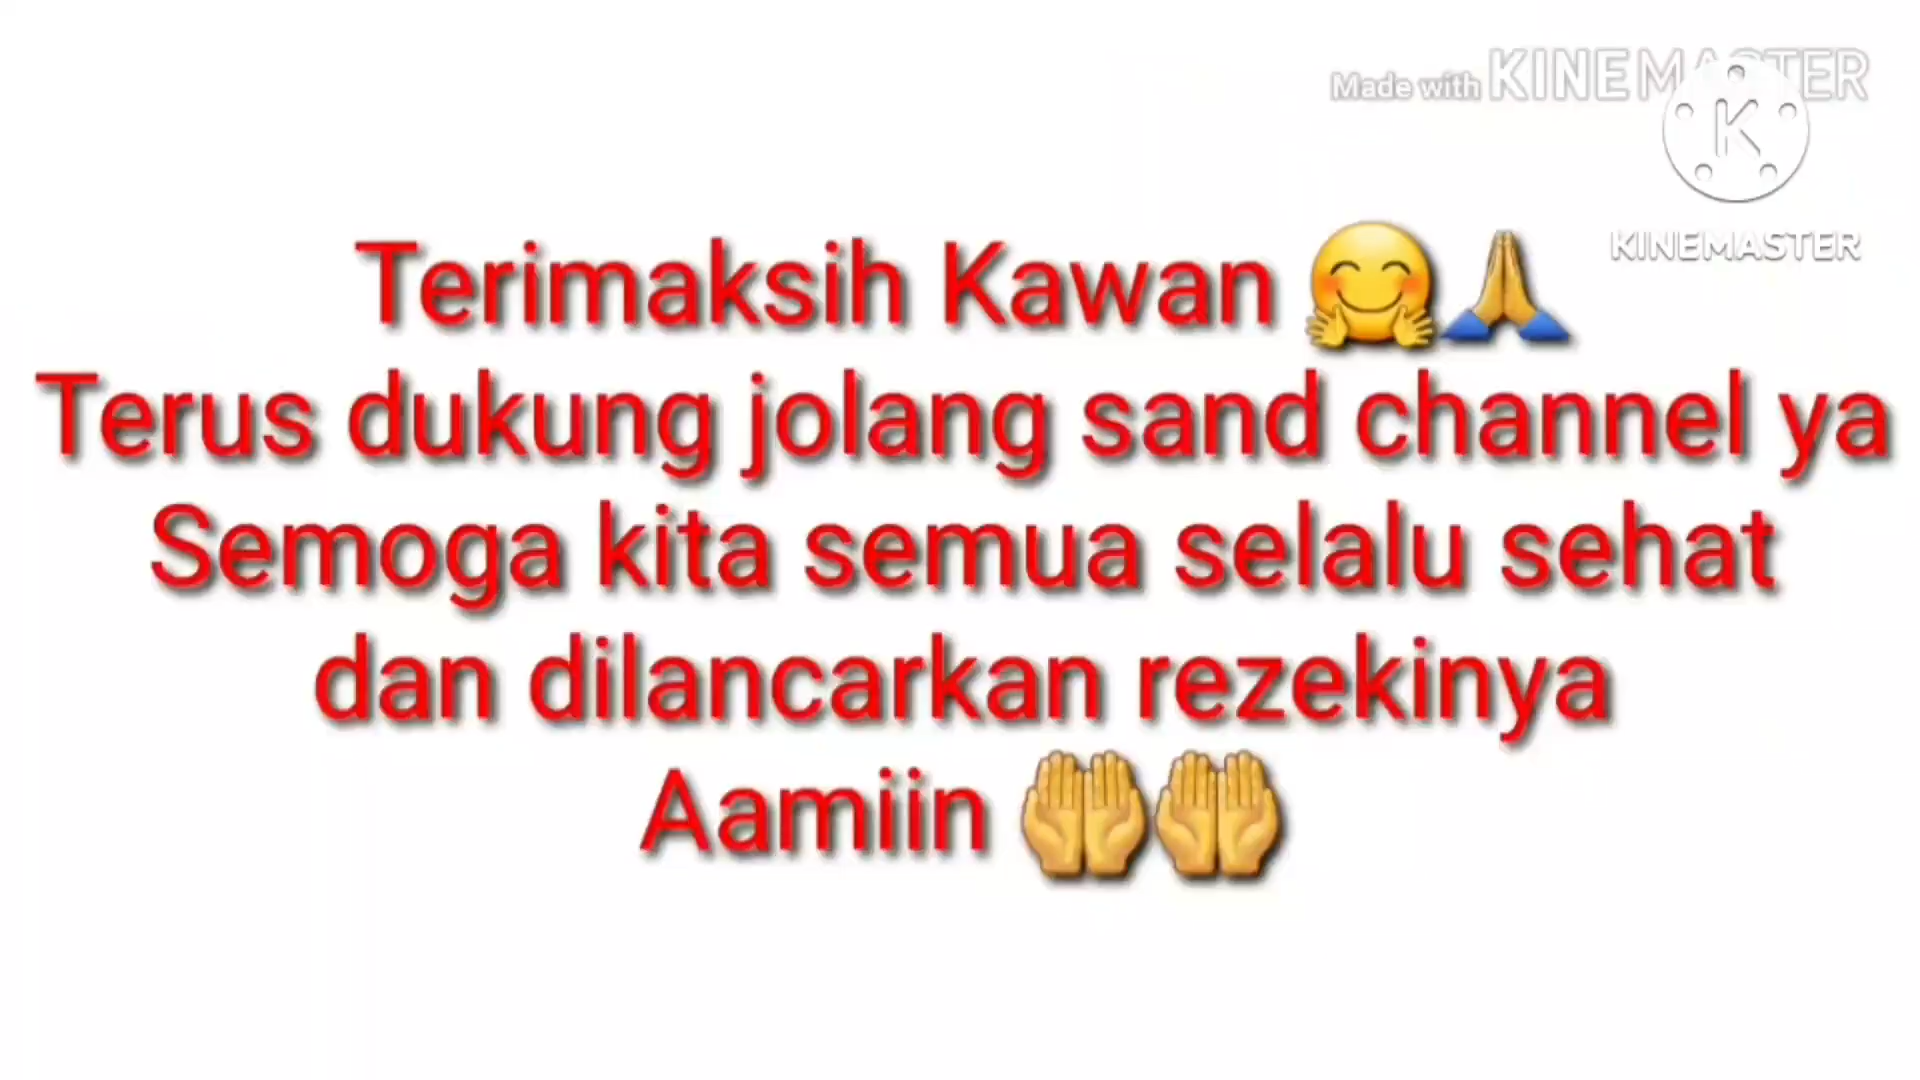 Made with KINEMASTER
K
KINEMASTER
Terimaksih Kawan 🤗🙏
Terus dukung jolang sand channel ya
Semoga kita semua selalu sehat
dan dilancarkan rezekinya
Aamiin 🤲🤲